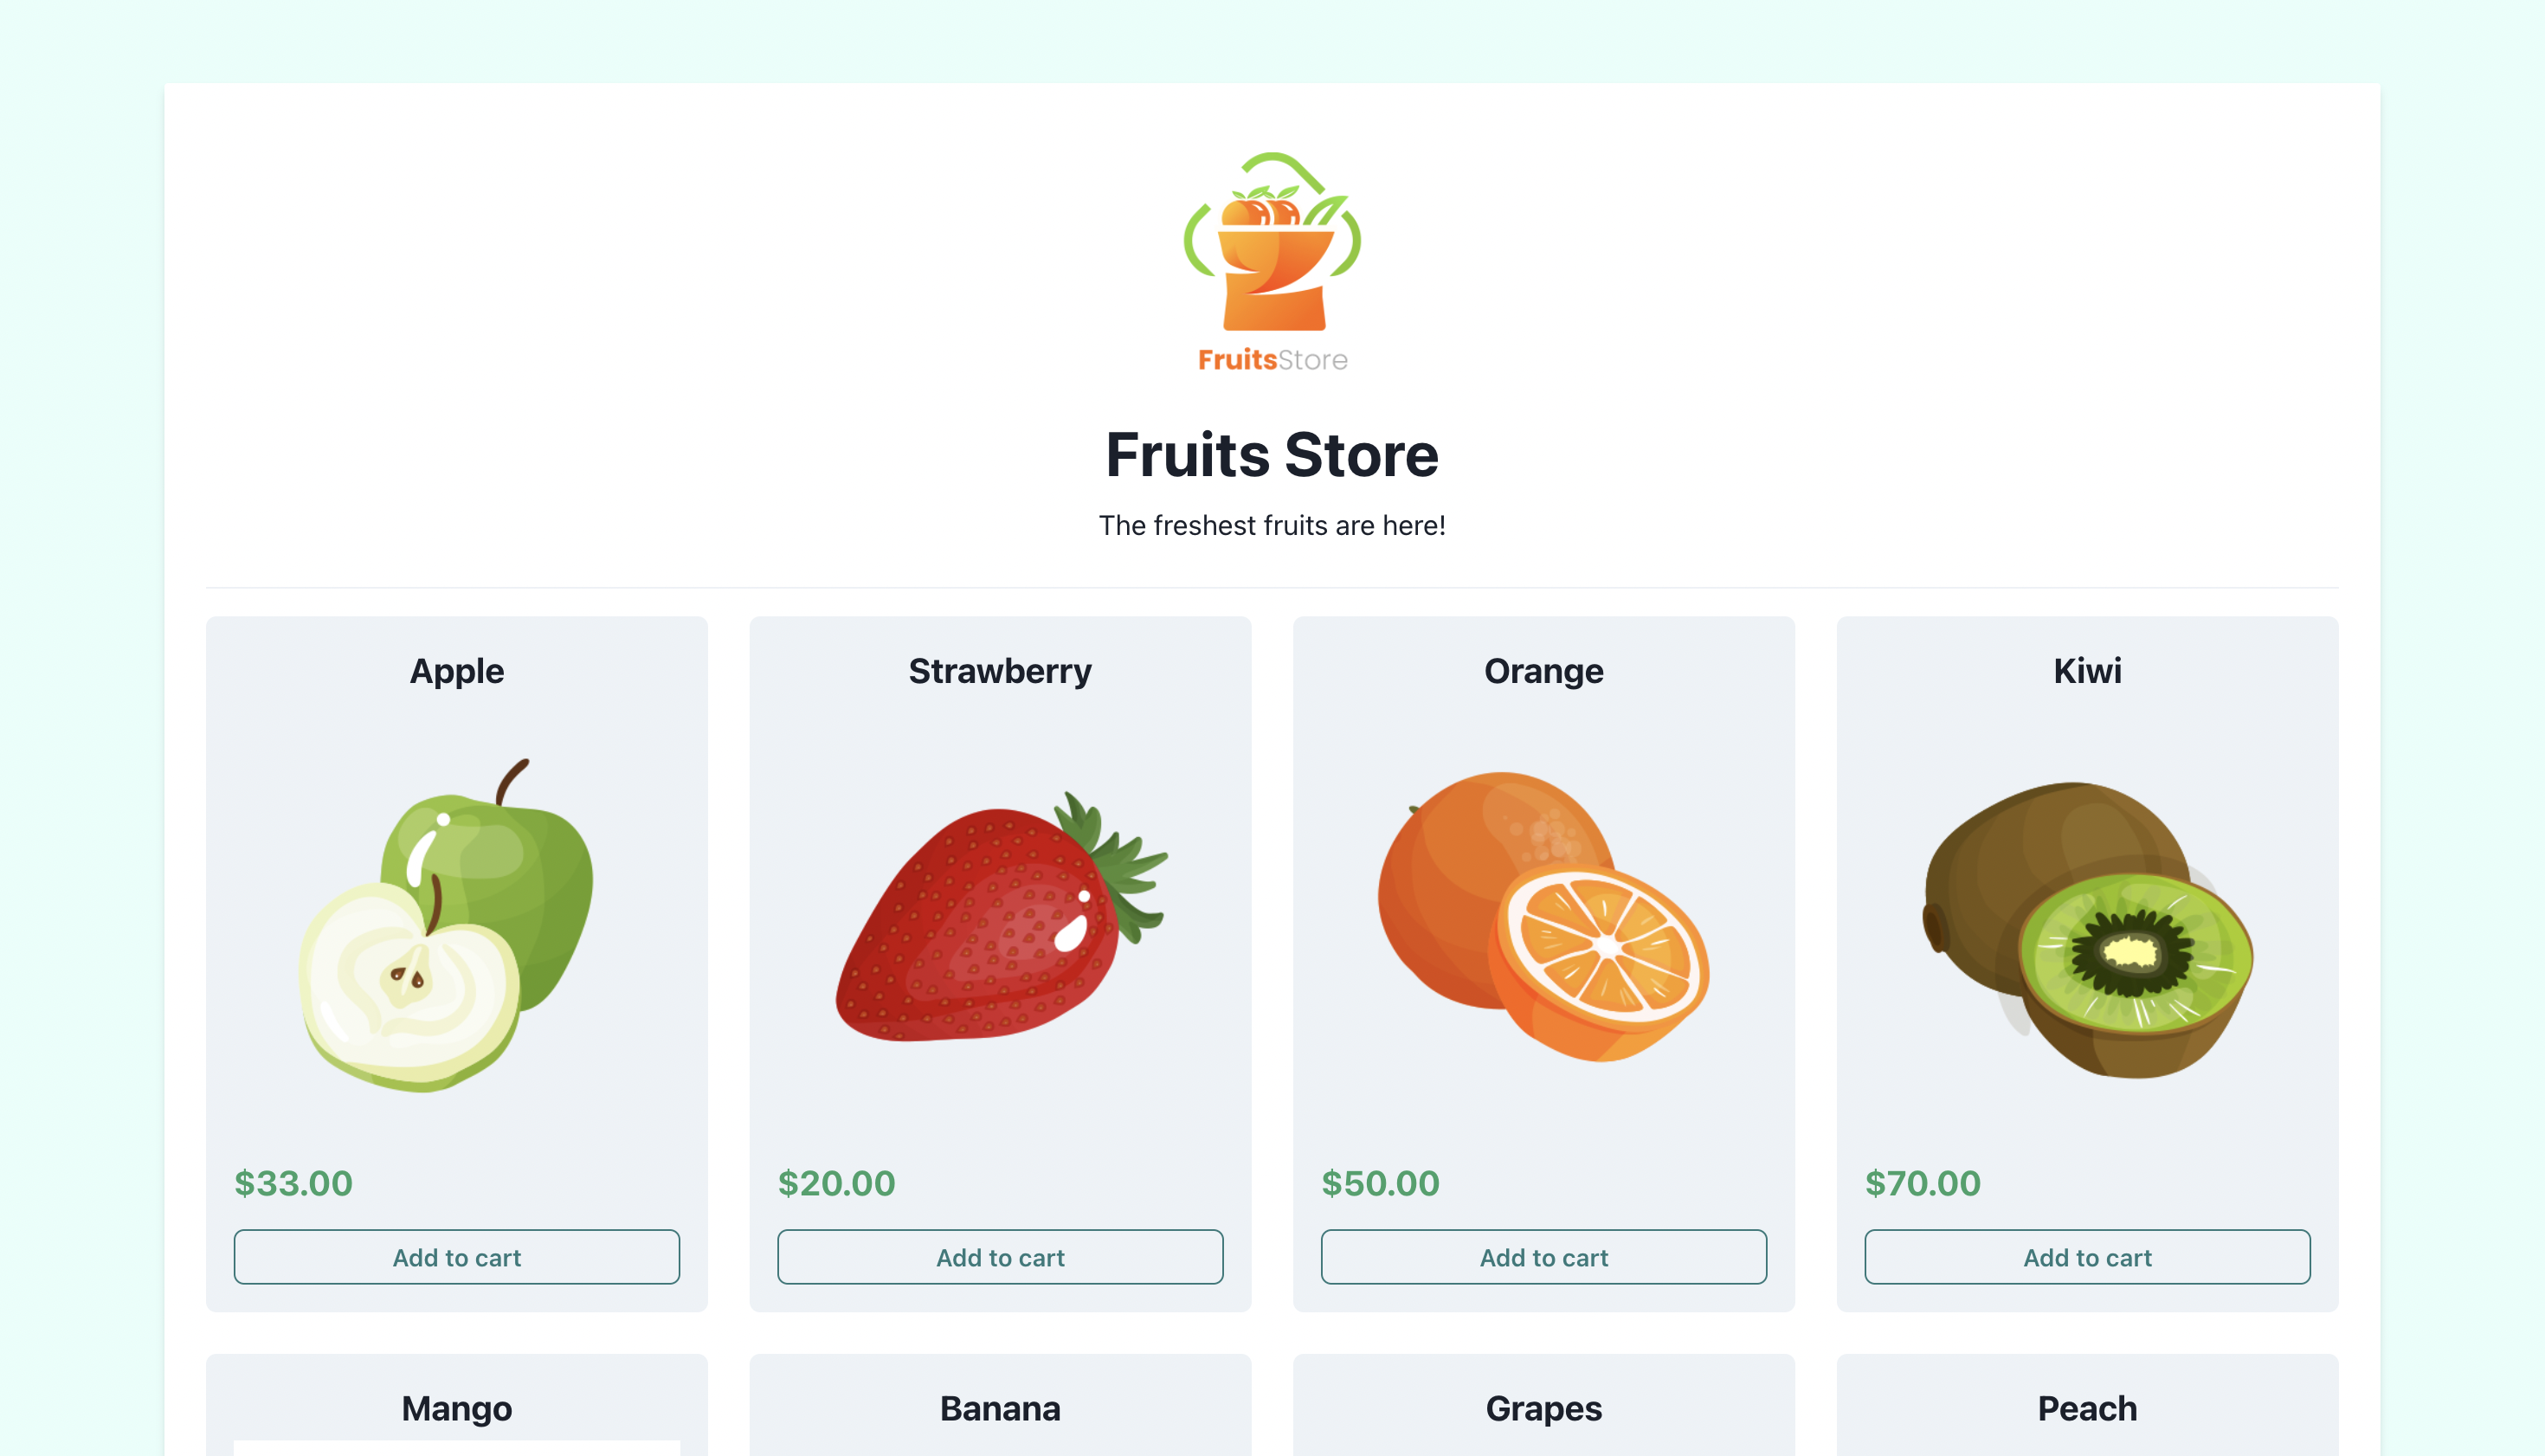 FruitsStore
Fruits Store
The freshest fruits are here!
Apple
Strawberry
Orange
Kiwi
$33.00
$20.00
$50.00
$70.00
Add to cart
Add to cart
Add to cart
Add to cart
Mango
Banana
Grapes
Peach